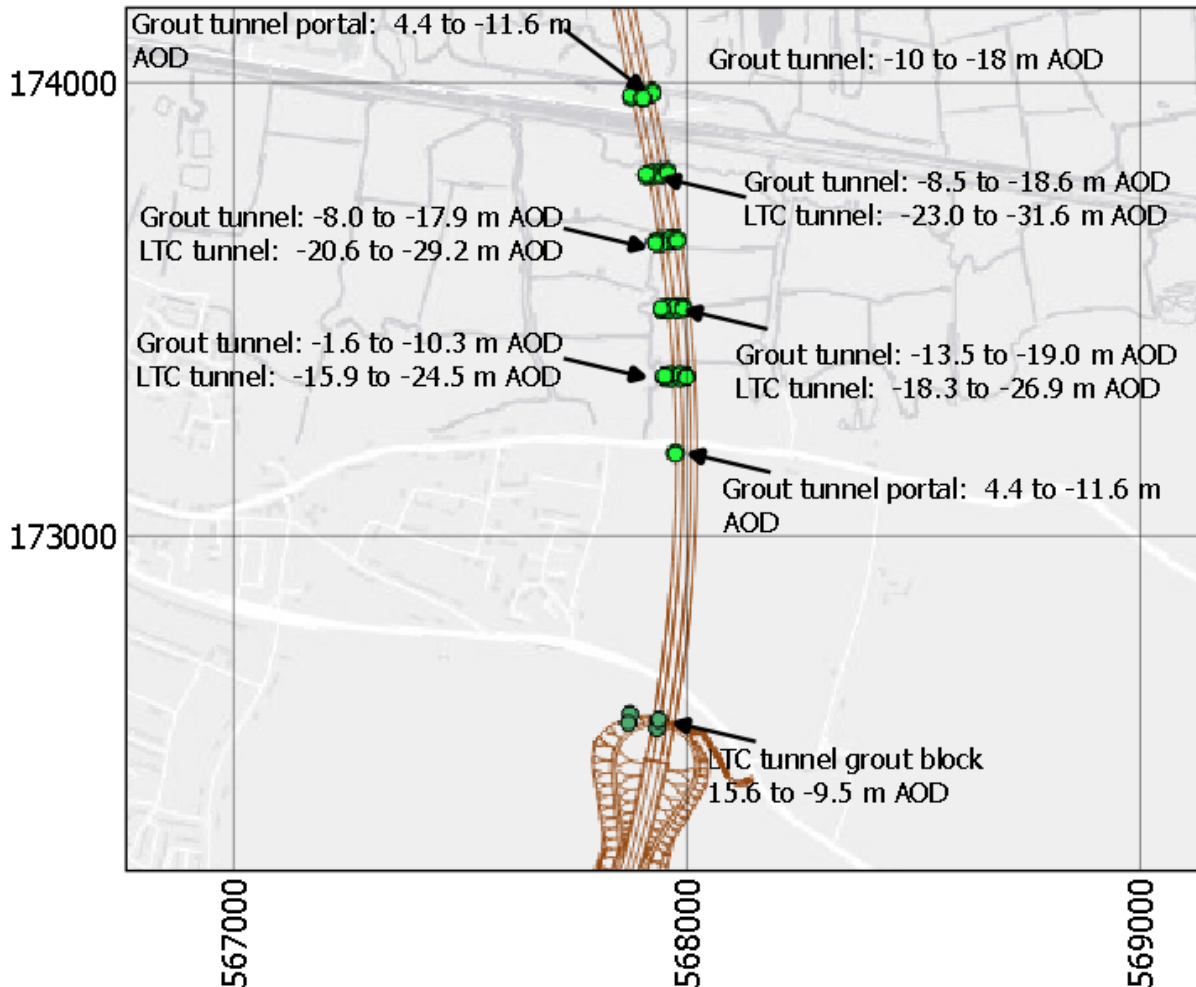 Grout tunnel portal: 4.4 to -11.6 m
AOD
Grout tunnel: -10 to -18 m AOD
174000
Grout tunnel: -8.5 to -18.6 m AOD
LTC tunnel: -23.0 to -31.6 m AOD
Grout tunnel: -8.0 to -17.9 m AOD
LTC tunnel: -20.6 to -29.2 m AOD
Grout tunnel: -1.6 to -10.3 m AOD
LTC tunnel: -15.9 to -24.5 m AOD
Grout tunnel: -13.5 to -19.0 m AOD
LTC tunnel: -18.3 to -26.9 m AOD
Grout tunnel portal: 4.4 to -11.6 m
AOD
173000
LTC tunnel grout block
15.6 to -9.5 m AOD
567000
568000
569000